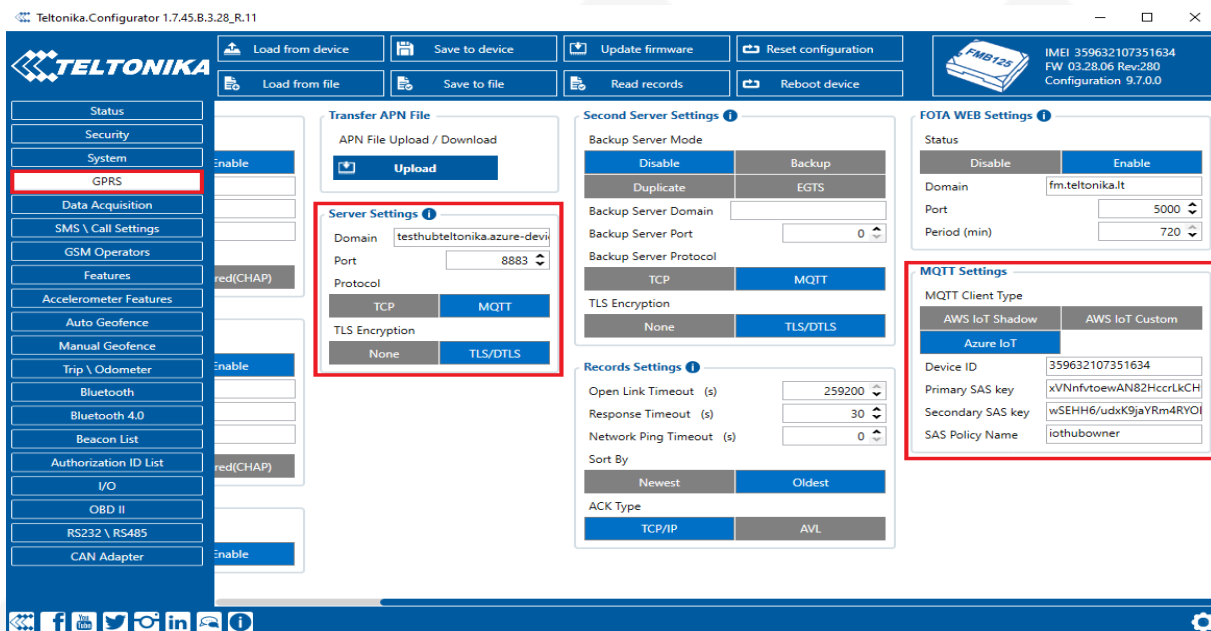 Teltonika.Configurator 1.7.45.B.3.28_R.11
TELTONIKA
Load from device
Save to device
Update firmware
Reset configuration
Load from file
Save to file
Read records
Reboot device
FMB125
IMEI 359632107351634
FW 03.28.06 Rev:280
Configuration 9.7.0.0
Status
Security
System
GPRS
Data Acquisition
SMS \ Call Settings
GSM Operators
Features
Accelerometer Features
Auto Geofence
Manual Geofence
Trip \ Odometer
Bluetooth
Bluetooth 4.0
Beacon List
Authorization ID List
I/O
OBD II
RS232 \ RS485
CAN Adapter
Enable
red(CHAP)
Enable
red(CHAP)
Enable
Transfer APN File
APN File Upload / Download
Upload
Server Settings
Domain testhubteltonika.azure-devi
Port 8883
Protocol
TCP MQTT
TLS Encryption
None TLS/DTLS
Second Server Settings
Backup Server Mode
Disable Backup
Duplicate EGTS
Backup Server Domain
Backup Server Port 0
Backup Server Protocol
TCP MQTT
TLS Encryption
None TLS/DTLS
Records Settings
Open Link Timeout (s) 259200
Response Timeout (s) 30
Network Ping Timeout (s) 0
Sort By
Newest Oldest
ACK Type
TCP/IP AVL
FOTA WEB Settings
Status
Disable Enable
Domain fm.teltonika.lt
Port 5000
Period (min) 720
MQTT Settings
MQTT Client Type
AWS IoT Shadow AWS IoT Custom
Azure IoT
Device ID 359632107351634
Primary SAS key xVNnfvtoewAN82HccrLkCH
Secondary SAS key wSEHH6/udxK9jaYRm4RYOI
SAS Policy Name iothubowner
f You Tube in